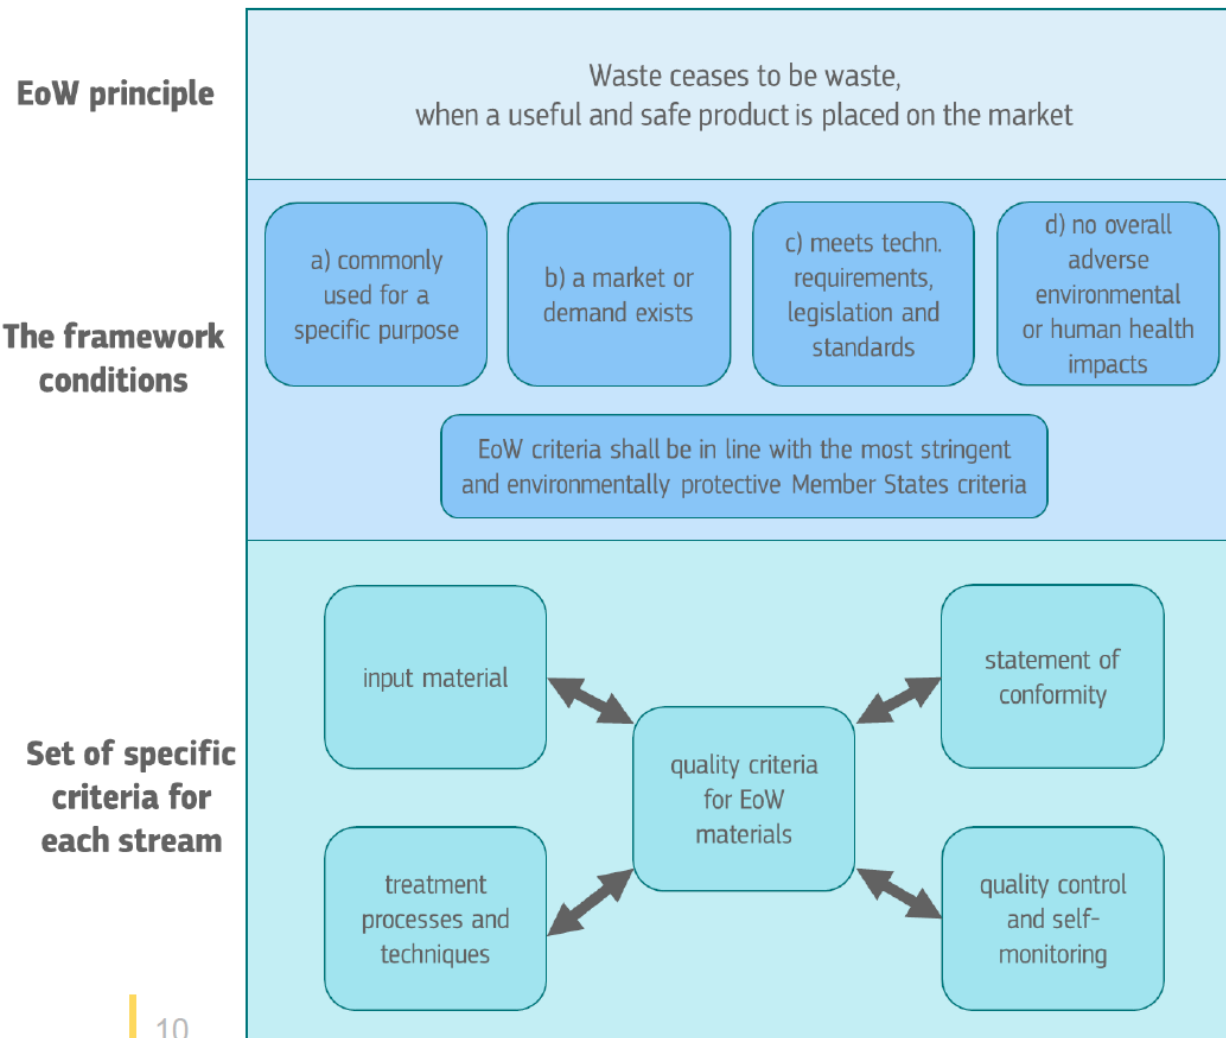 EoW principle
Waste ceases to be waste,
when a useful and safe product is placed on the market
The framework
conditions
a) commonly
used for a
specific purpose
b) a market or
demand exists
c) meets techn.
requirements,
legislation and
standards
d) no overall
adverse
environmental
or human health
impacts
EoW criteria shall be in line with the most stringent
and environmentally protective Member States criteria
Set of specific
criteria for
each stream
input material
statement of
conformity
quality criteria
for EoW
materials
treatment
processes and
techniques
quality control
and self-
monitoring
10